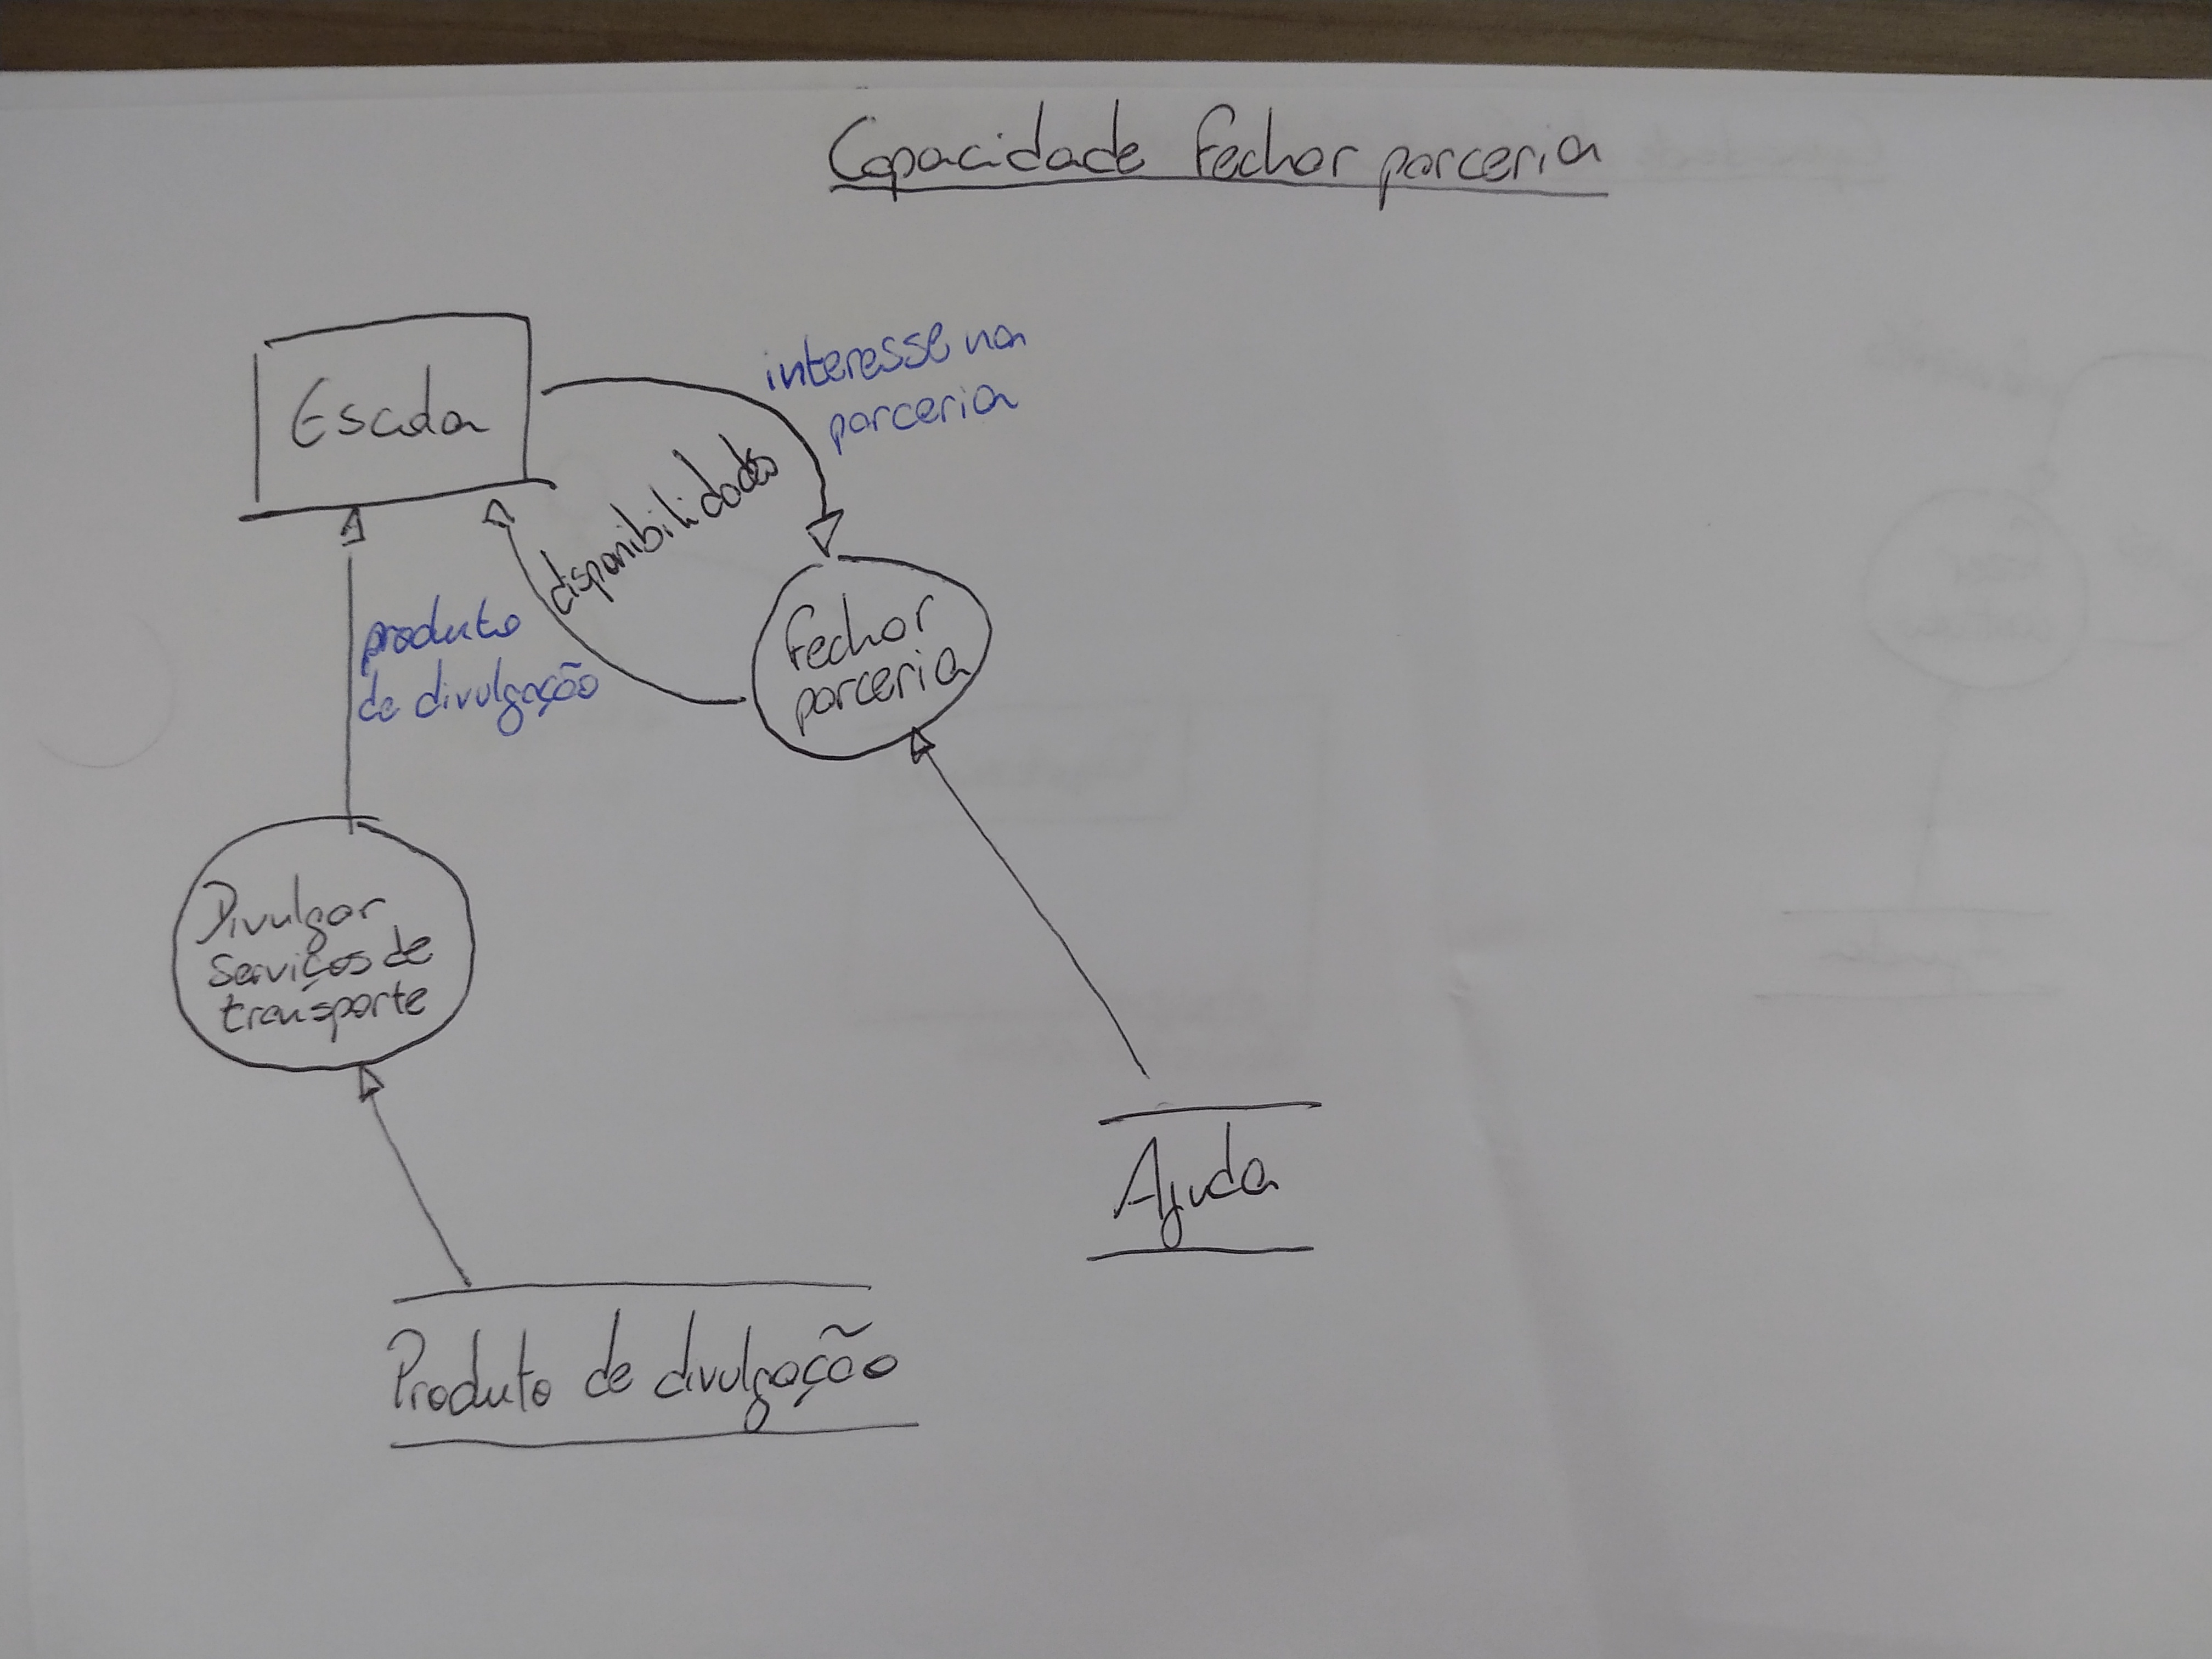 Capacidade Fechar parceria
Escola
interesse na
parceria
disponibilidades
produto
de divulgação
Fechar
parceria
Divulgar
serviços de
transporte
Ajuda
Produto de divulgação